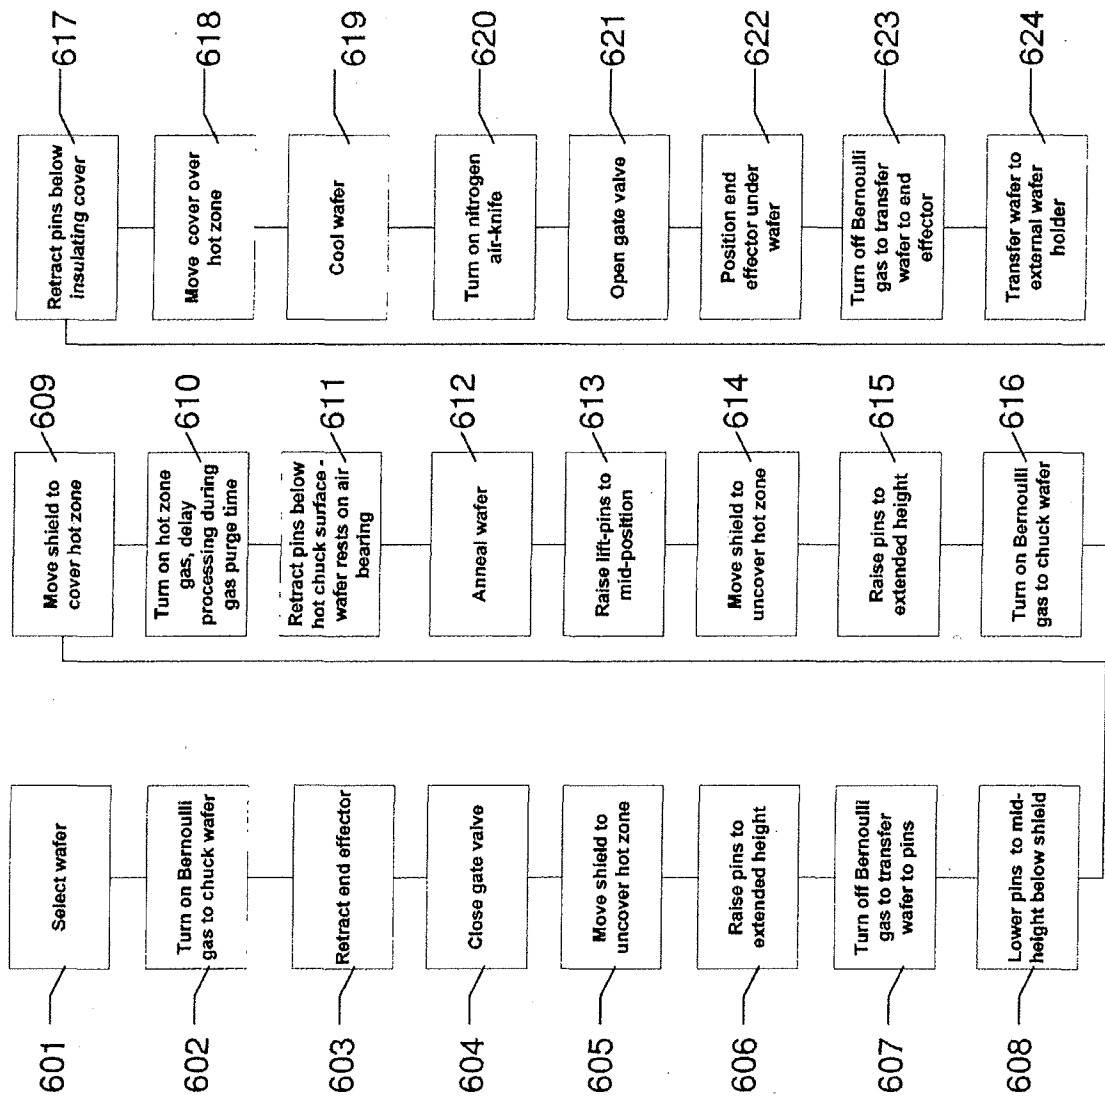 601
Select wafer
602
Turn on Bernoulli
gas to chuck wafer
603
Retract end effector
604
Close gate valve
605
Move shield to
uncover hot zone
606
Raise pins to
extended height
607
Turn off Bernoulli
gas to transfer
wafer to pins
608
Lower pins to mid-
height below shield
609
Move shield to
cover hot zone
610
Turn on hot zone
gas, delay
processing during
gas purge time
611
Retract pins below
hot chuck surface -
wafer rests on air
bearing
612
Anneal wafer
613
Raise lift-pins to
mid-position
614
Move shield to
uncover hot zone
615
Raise pins to
extended height
616
Turn on Bernoulli
gas to chuck wafer
617
Retract pins below
insulating cover
618
Move cover over
hot zone
619
Cool wafer
620
Turn on nitrogen
air-knife
621
Open gate valve
622
Position end
effector under
wafer
623
Turn off Bernoulli
gas to transfer
wafer to end
effector
624
Transfer wafer to
external wafer
holder